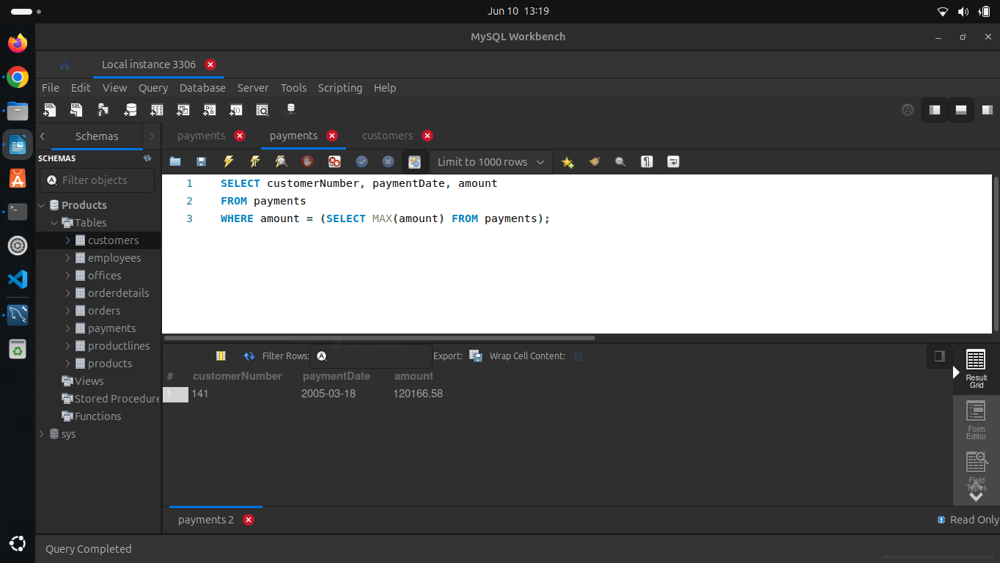 Jun 10 13:19
MySQL Workbench
Local instance 3306
File Edit View Query Database Server Tools Scripting Help
Schemas
payments
payments
customers
SCHEMAS
Limit to 1000 rows
Filter objects
Products
Tables
customers
employees
offices
orderdetails
orders
payments
productlines
products
Views
Stored Procedure
Functions
sys
1 SELECT customerNumber, paymentDate, amount
2 FROM payments
3 WHERE amount = (SELECT MAX(amount) FROM payments);
Filter Rows:
Export:
Wrap Cell Content:
# customerNumber paymentDate amount
1 141 2005-03-18 120166.58
Result
Grid
Form
Editor
Field
Types
payments 2
Read Only
Query Completed